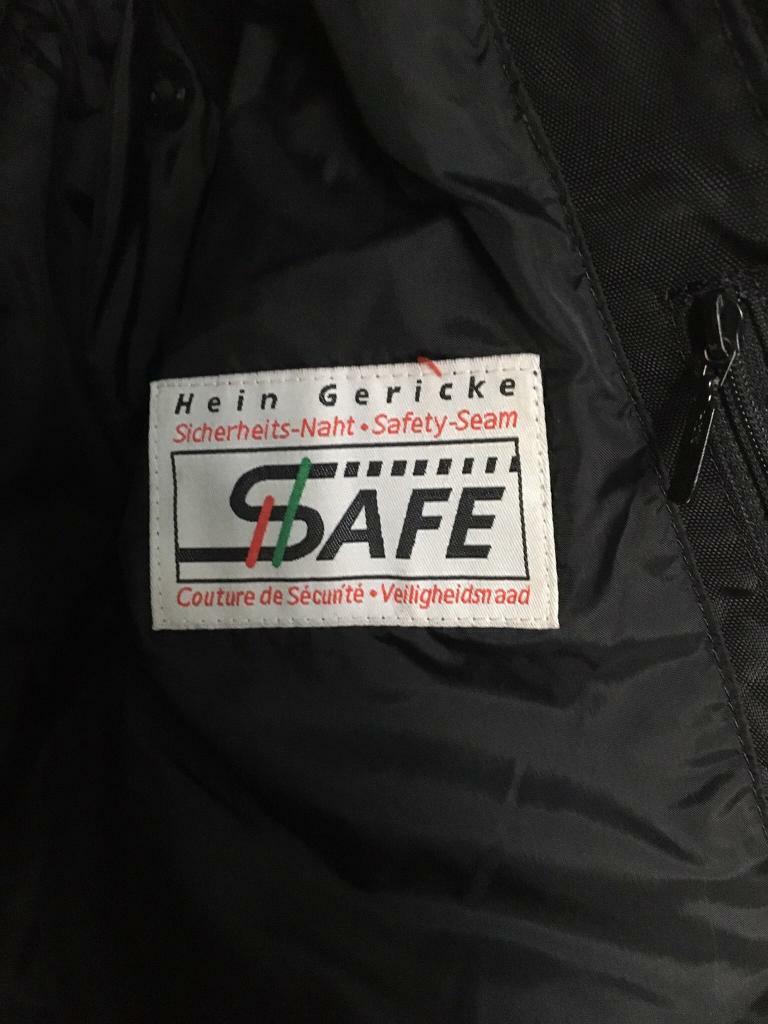 Hein Gericke
Sicherheits-Naht • Safety-Seam
SAFE
Couture de Sécurité • Veiligheidsnaad